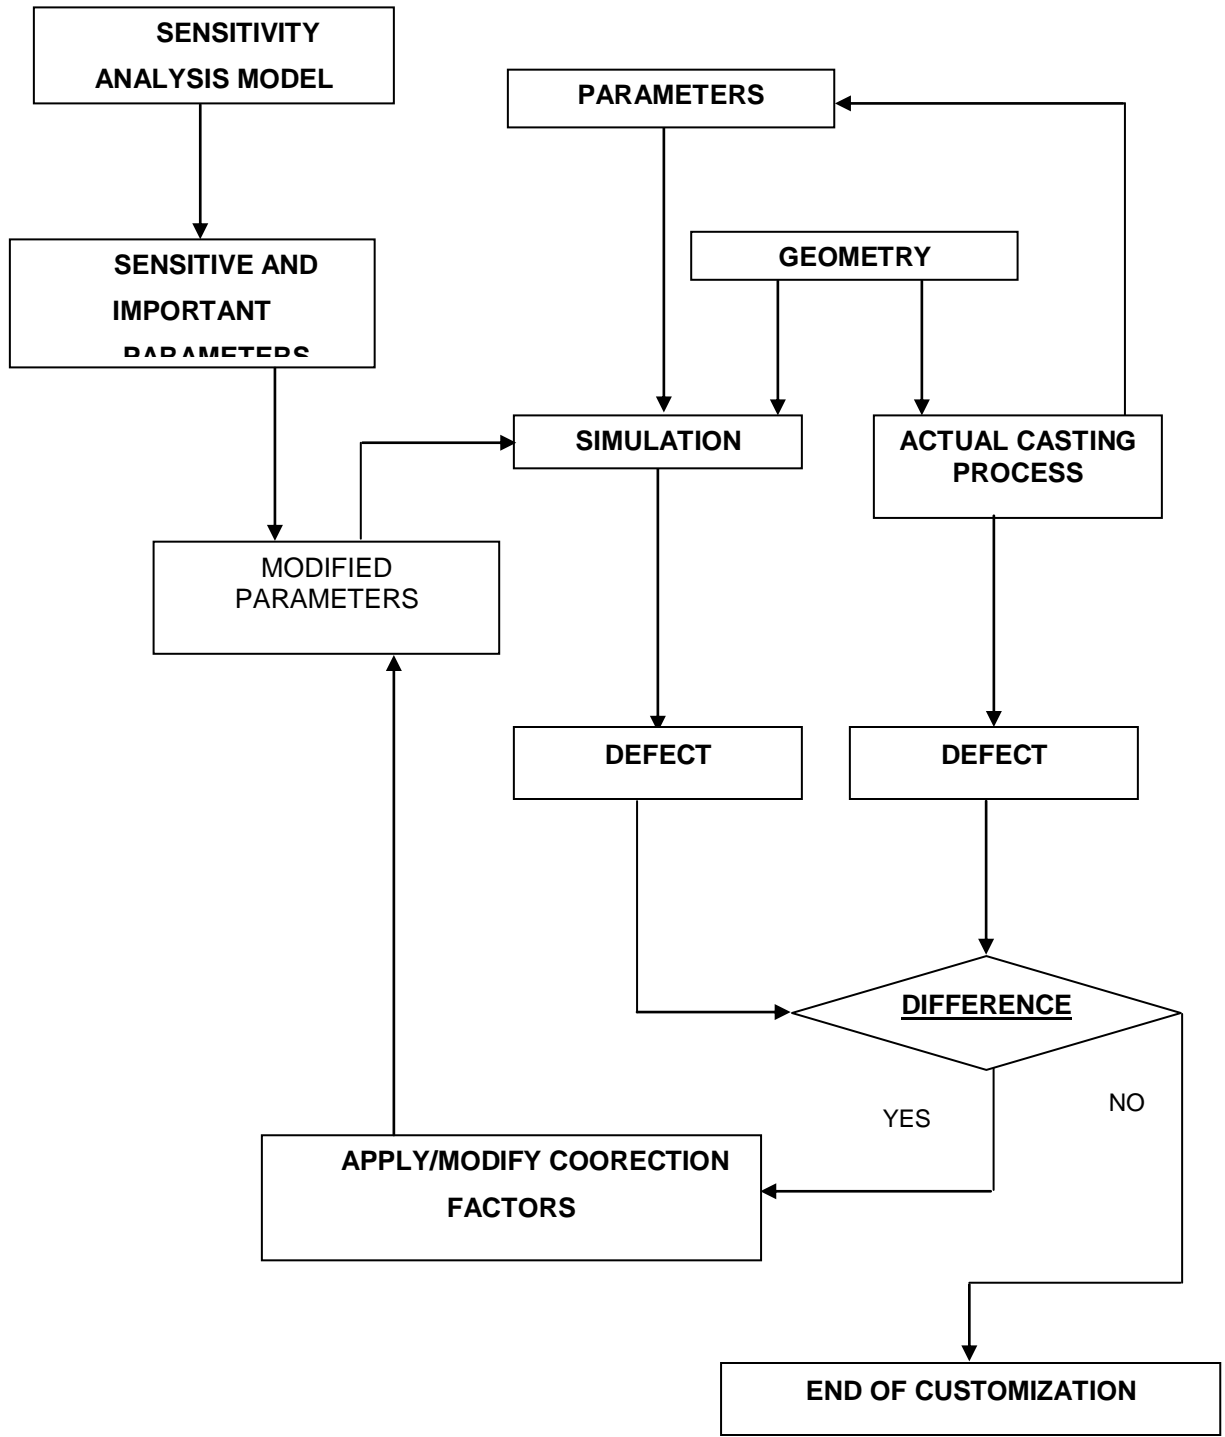 SENSITIVITY
ANALYSIS MODEL
PARAMETERS
SENSITIVE AND
IMPORTANT
PARAMETERS
GEOMETRY
SIMULATION
ACTUAL CASTING
PROCESS
MODIFIED
PARAMETERS
DEFECT
DEFECT
DIFFERENCE
YES
NO
APPLY/MODIFY COORECTION
FACTORS
END OF CUSTOMIZATION